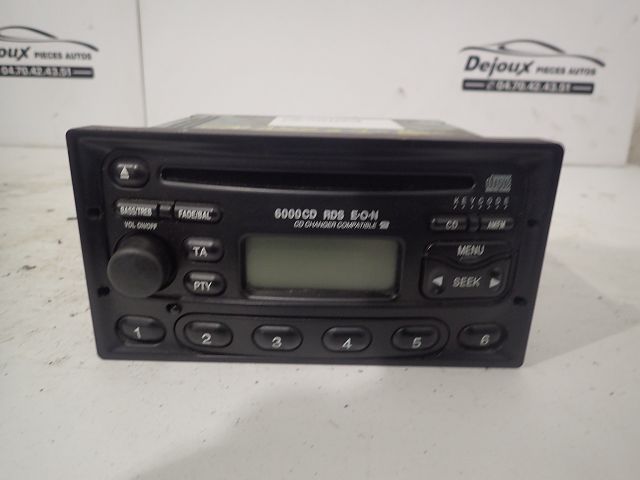 Dejoux
PIECES AUTOS
04.70.42.43.51
Dejoux
PIECES AUTOS
04.70.42.43.51
BASS/TREB
FADE/BAL
6000CD RDS E·O·N
CD CHANGER COMPATIBLE
KEYCODE
CD
AM/FM
VOL-ON/OFF
TA
PTY
MENU
SEEK
1
2
3
4
5
6